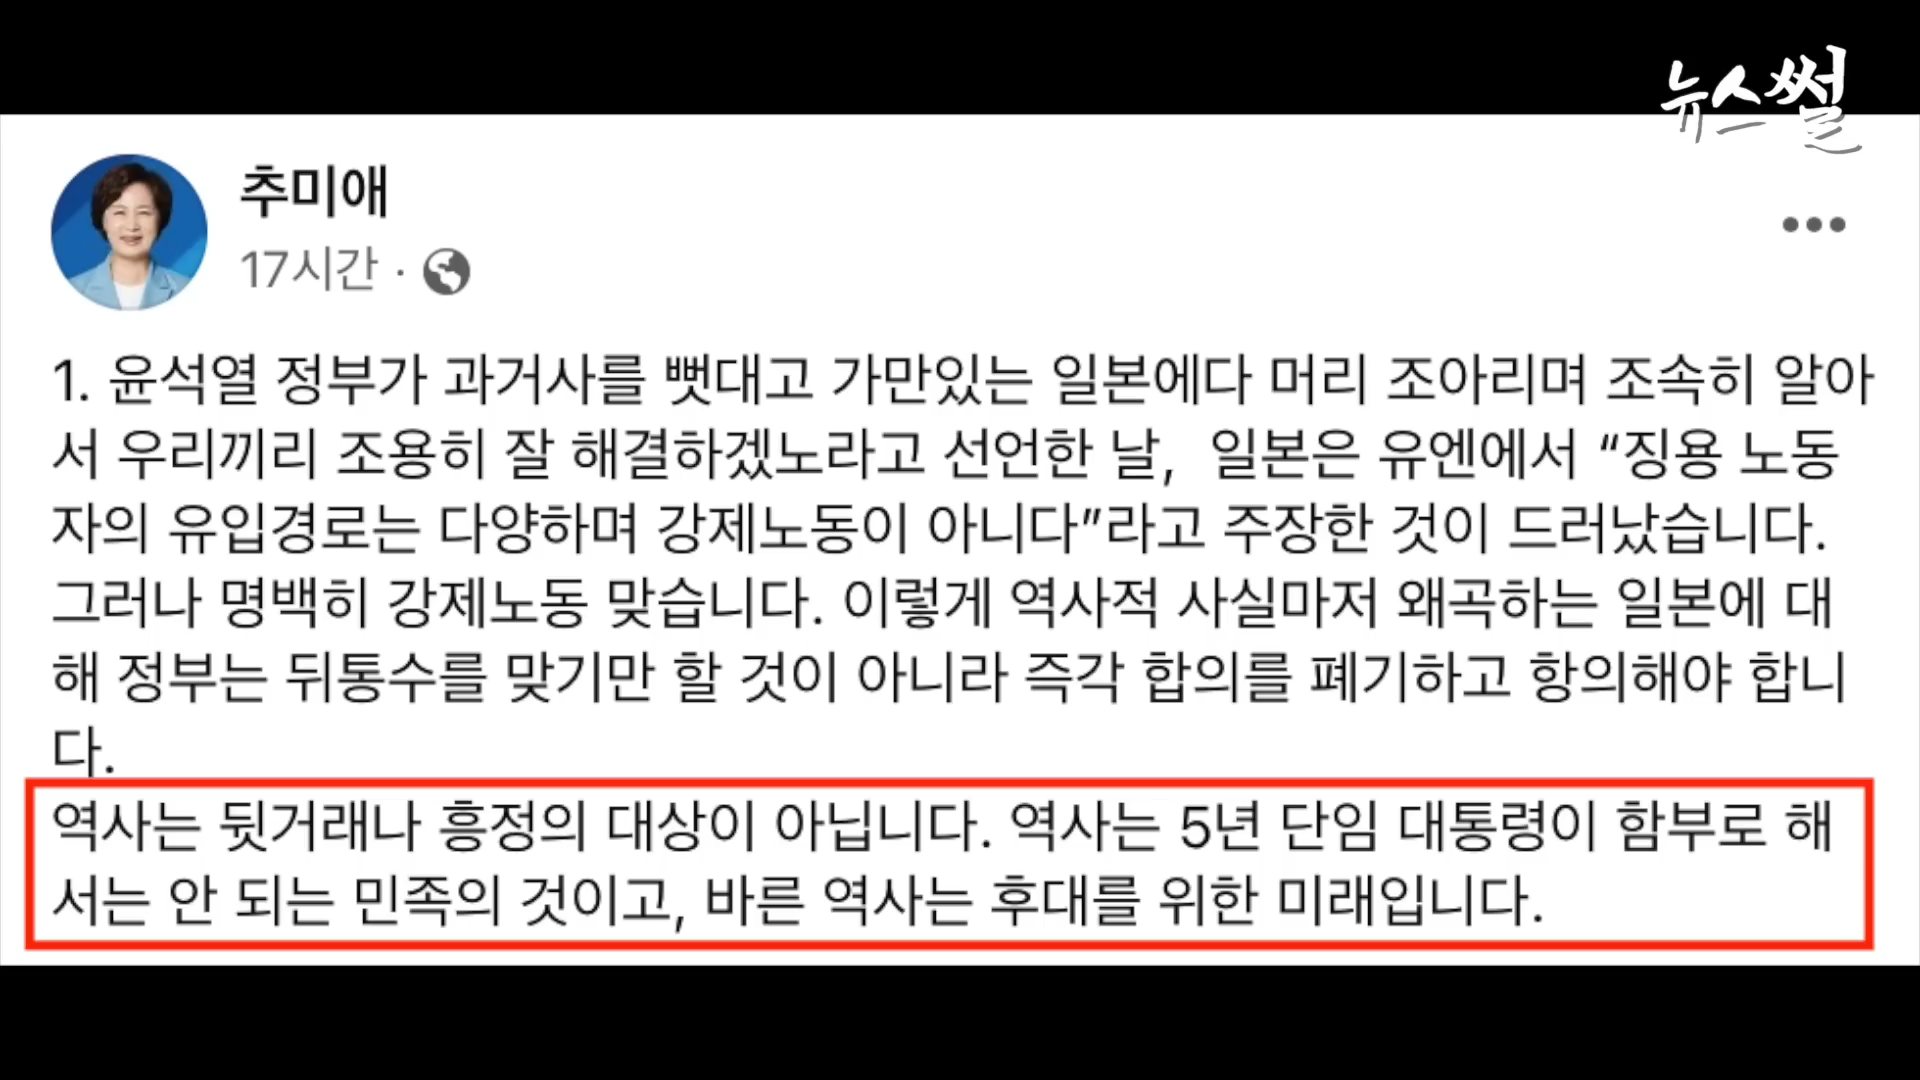 뉴스썰
추미애
17시간 ·
1. 윤석열 정부가 과거사를 뻣대고 가만있는 일본에다 머리 조아리며 조속히 알아
서 우리끼리 조용히 잘 해결하겠노라고 선언한 날, 일본은 유엔에서 “징용 노동
자의 유입경로는 다양하며 강제노동이 아니다”라고 주장한 것이 드러났습니다.
그러나 명백히 강제노동 맞습니다. 이렇게 역사적 사실마저 왜곡하는 일본에 대
해 정부는 뒤통수를 맞기만 할 것이 아니라 즉각 합의를 폐기하고 항의해야 합니
다.
역사는 뒷거래나 흥정의 대상이 아닙니다. 역사는 5년 단임 대통령이 함부로 해
서는 안 되는 민족의 것이고, 바른 역사는 후대를 위한 미래입니다.